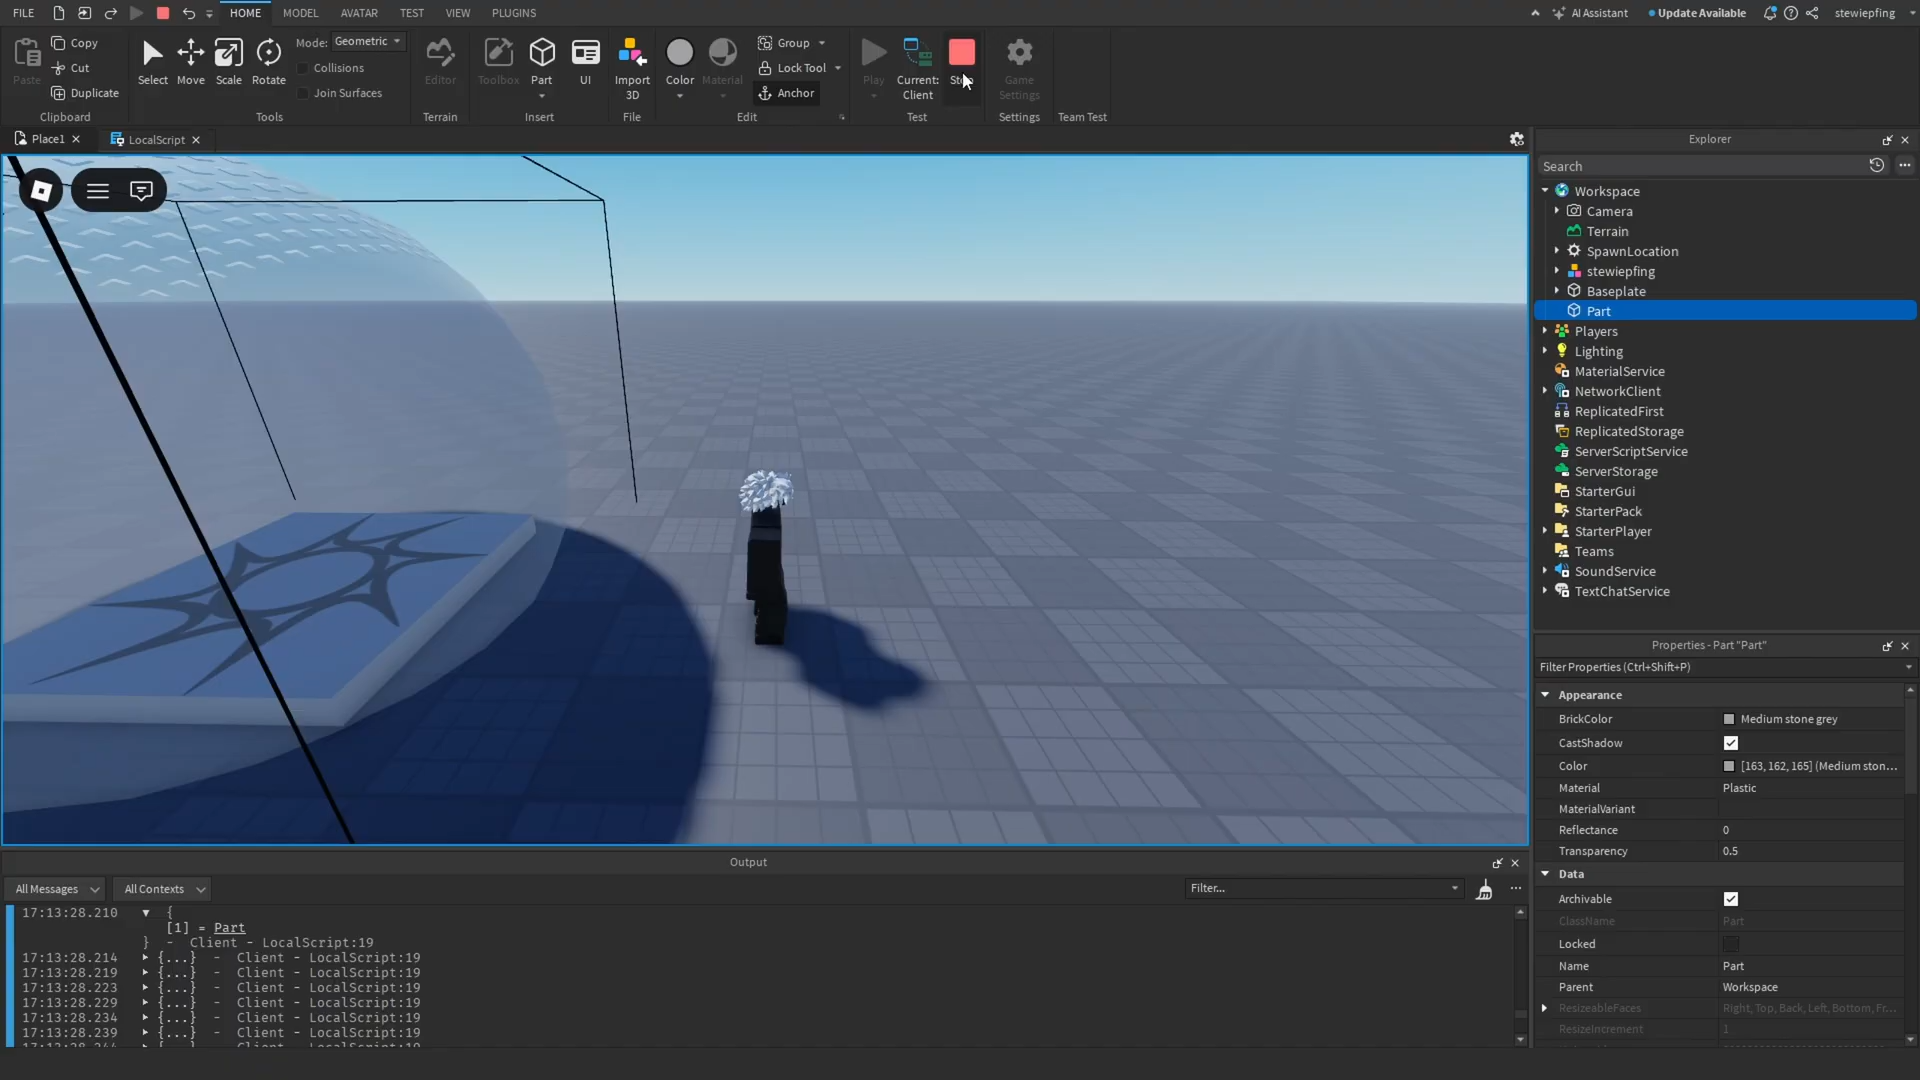 FILE HOME MODEL AVATAR TEST VIEW PLUGINS AI Assistant Update Available stewiepfing
Paste Copy Cut Duplicate Clipboard
Select Move Scale Rotate Mode: Geometric Collisions Join Surfaces Tools
Editor Terrain
Toolbox Part UI Insert
Import 3D File
Color Material Group Lock Tool Anchor Edit
Play Current: Client Test
Game Settings Settings
Team Test
Place1 LocalScript
Explorer
Search
Workspace
Camera
Terrain
SpawnLocation
stewiepfing
Baseplate
Part
Players
Lighting
MaterialService
NetworkClient
ReplicatedFirst
ReplicatedStorage
ServerScriptService
ServerStorage
StarterGui
StarterPack
StarterPlayer
Teams
SoundService
TextChatService
Properties - Part "Part"
Filter Properties (Ctrl+Shift+P)
Appearance
BrickColor Medium stone grey
CastShadow
Color [163, 162, 165] (Medium ston...
Material Plastic
MaterialVariant
Reflectance 0
Transparency 0.5
Data
Archivable
ClassName Part
Locked
Name Part
Parent Workspace
ResizeableFaces Right, Top, Back, Left, Bottom, Fr...
ResizeIncrement 1
Output
All Messages All Contexts Filter...
17:13:28.210 ▼ {
[1] = Part
} - Client - LocalScript:19
17:13:28.214 ▶ {...} - Client - LocalScript:19
17:13:28.219 ▶ {...} - Client - LocalScript:19
17:13:28.223 ▶ {...} - Client - LocalScript:19
17:13:28.229 ▶ {...} - Client - LocalScript:19
17:13:28.234 ▶ {...} - Client - LocalScript:19
17:13:28.239 ▶ {...} - Client - LocalScript:19